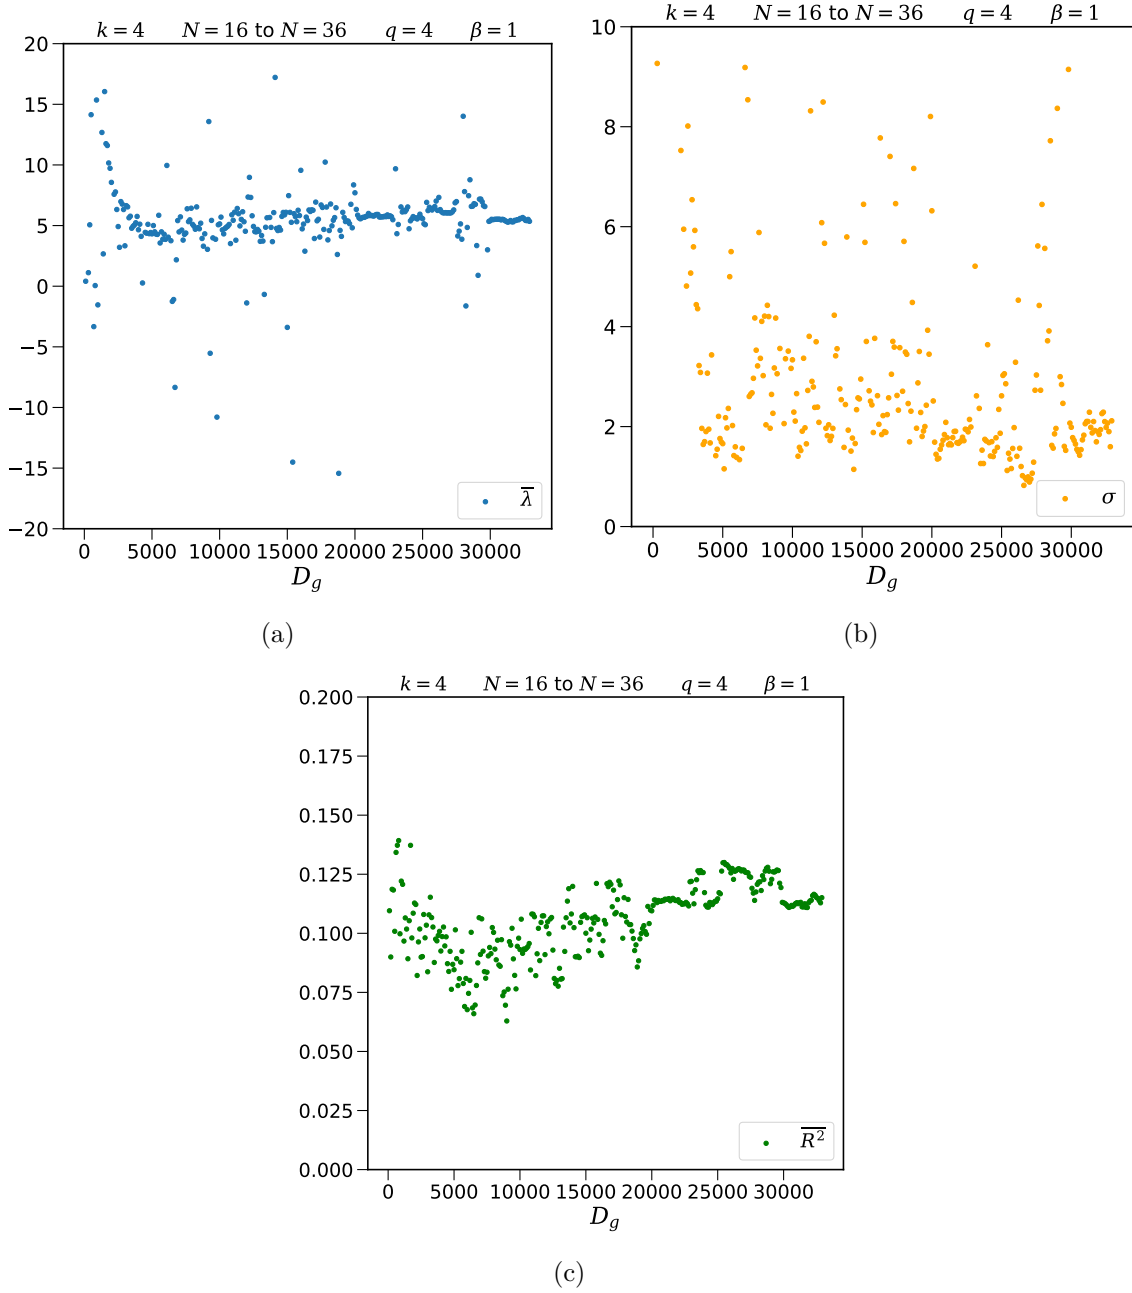 k = 4 N = 16 to N = 36 q = 4 β = 1
20
15
10
5
0
−5
−10
−15
−20
0 5000 10000 15000 20000 25000 30000
D_g
λ̄
(a)
k = 4 N = 16 to N = 36 q = 4 β = 1
10
8
6
4
2
0
0 5000 10000 15000 20000 25000 30000
D_g
σ
(b)
k = 4 N = 16 to N = 36 q = 4 β = 1
0.200
0.175
0.150
0.125
0.100
0.075
0.050
0.025
0.000
0 5000 10000 15000 20000 25000 30000
D_g
R̄²
(c)